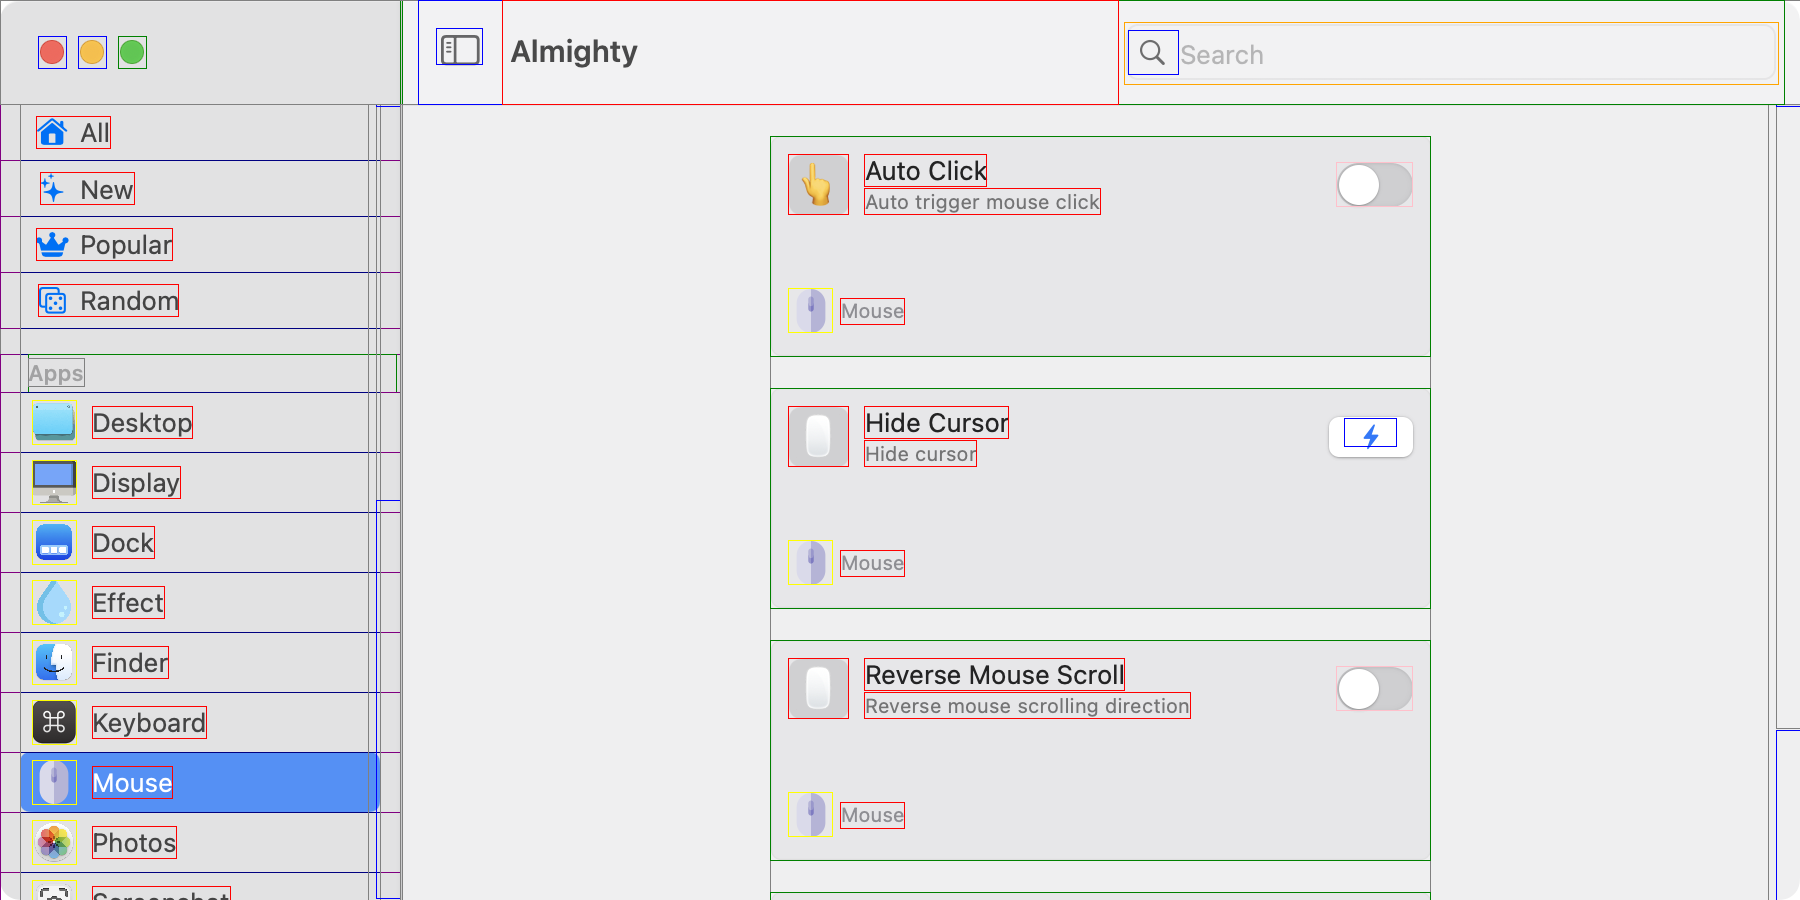 Almighty
Search
All
New
Popular
Random
Apps
Desktop
Display
Dock
Effect
Finder
Keyboard
Mouse
Photos
Screenshot
Auto Click
Auto trigger mouse click
Mouse
Hide Cursor
Hide cursor
Mouse
Reverse Mouse Scroll
Reverse mouse scrolling direction
Mouse